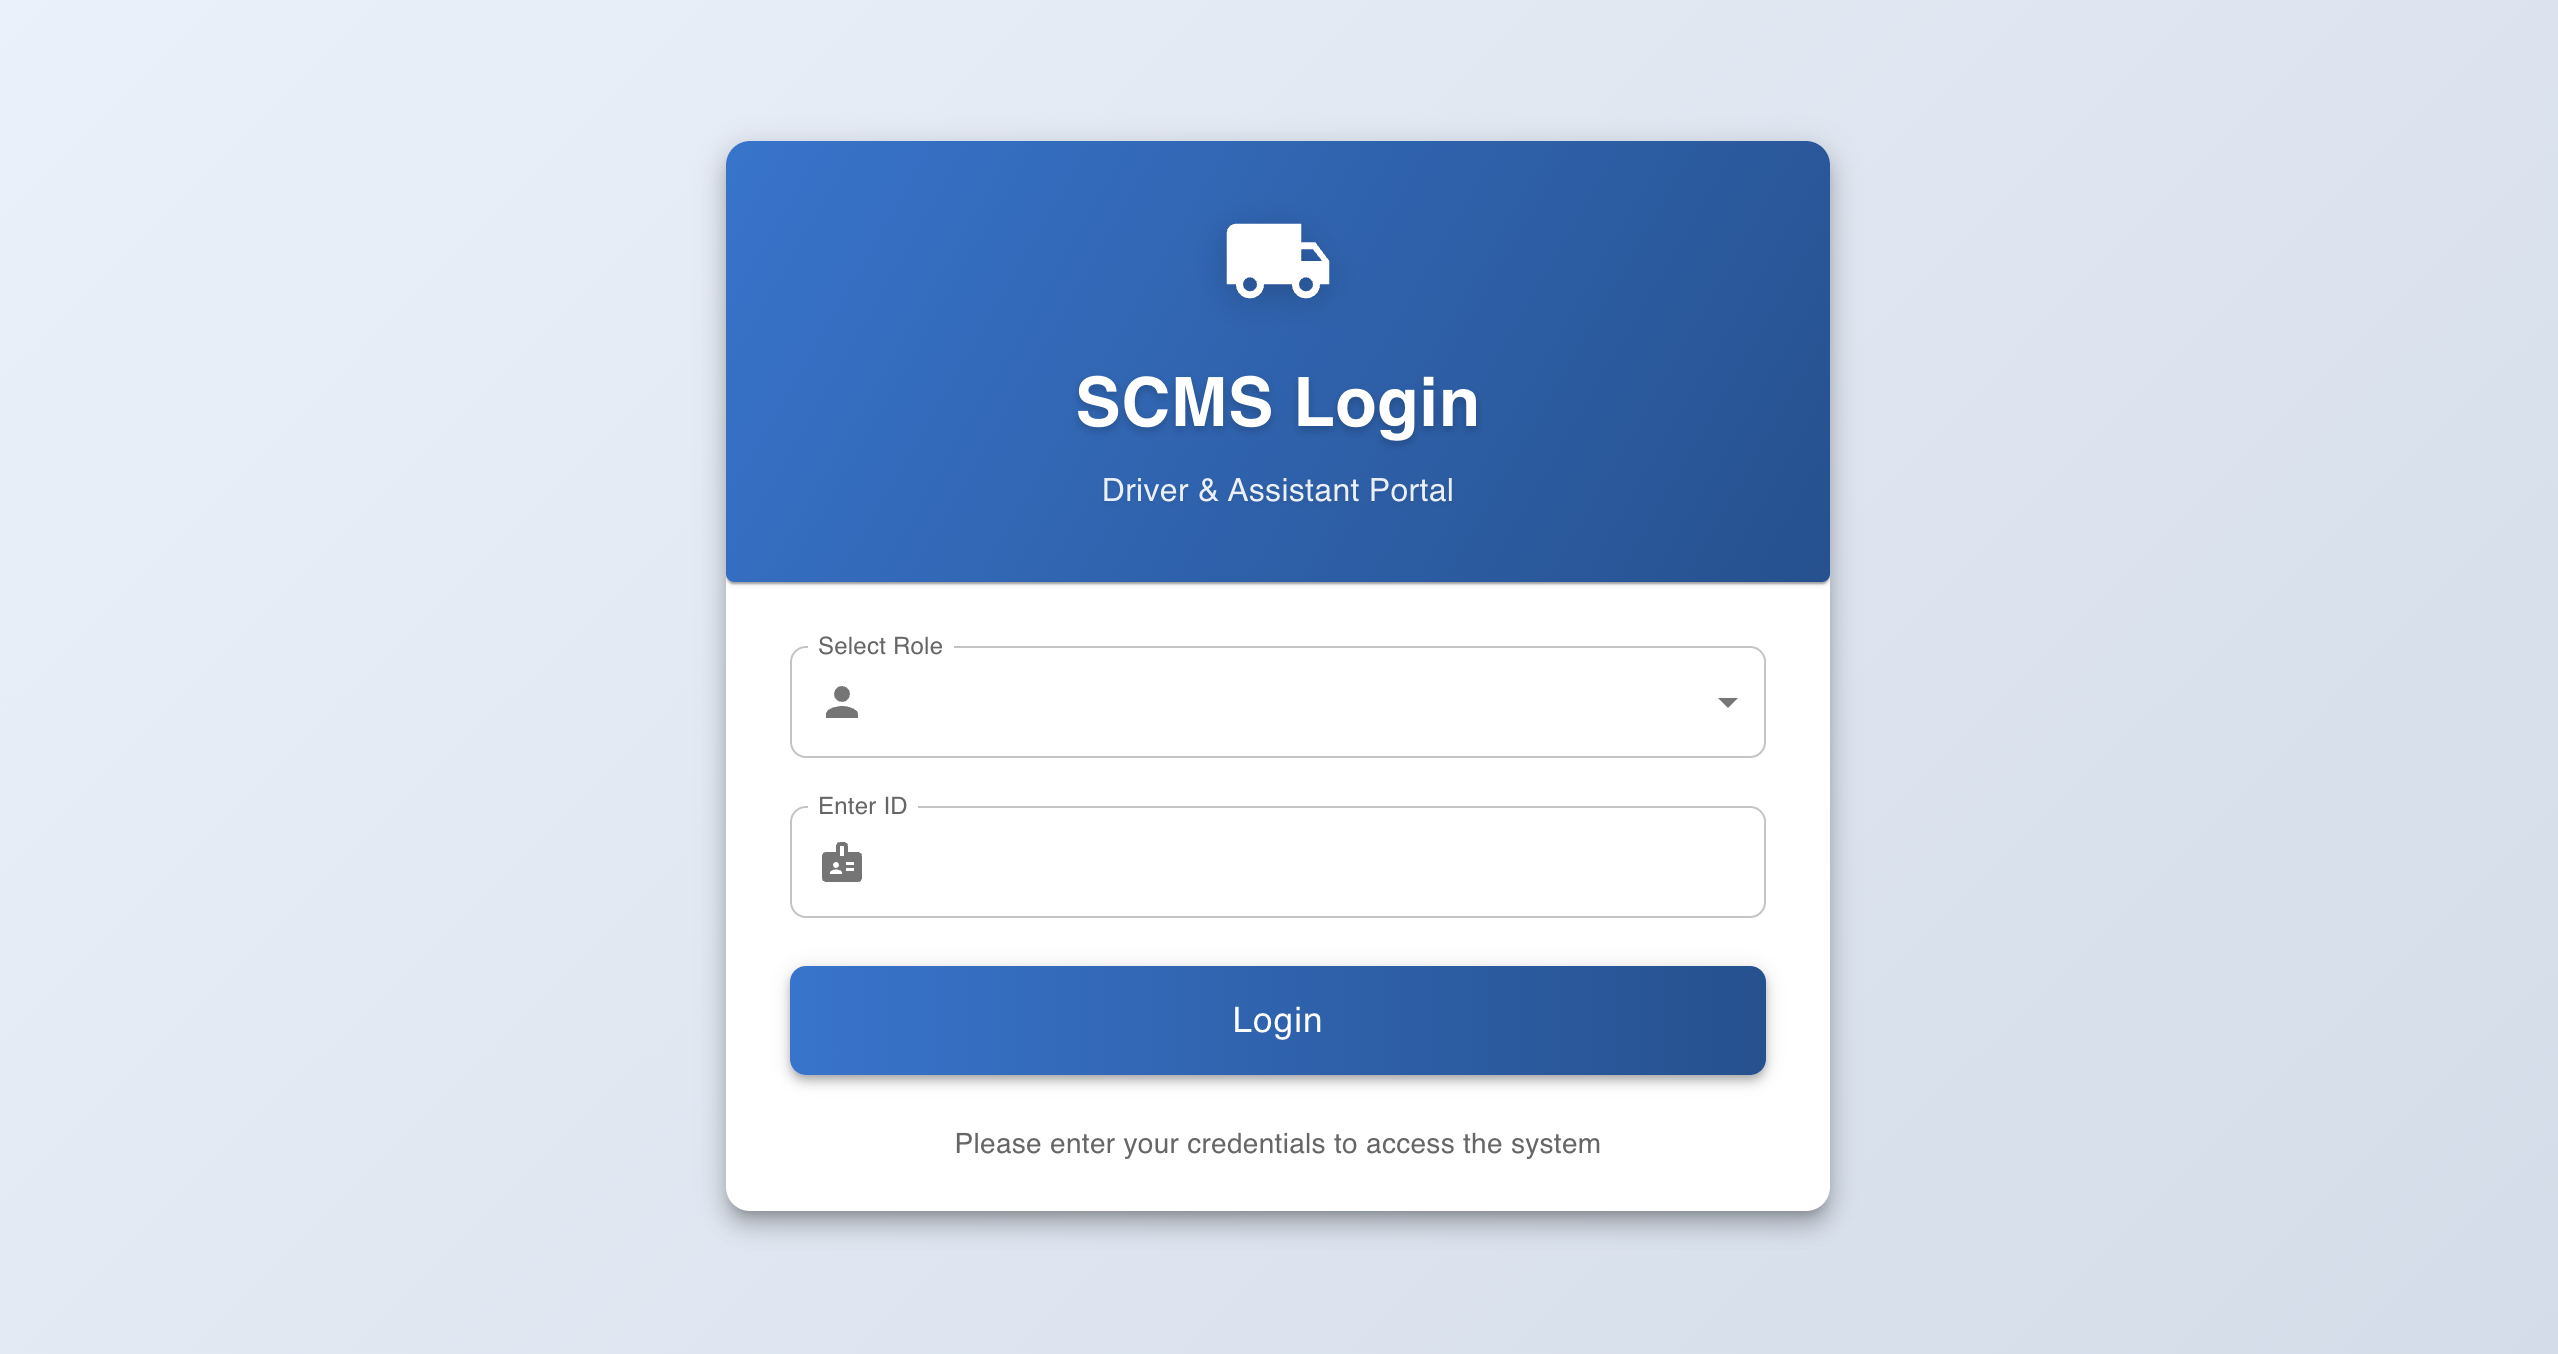 SCMS Login
Driver & Assistant Portal
Select Role
Enter ID
Login
Please enter your credentials to access the system